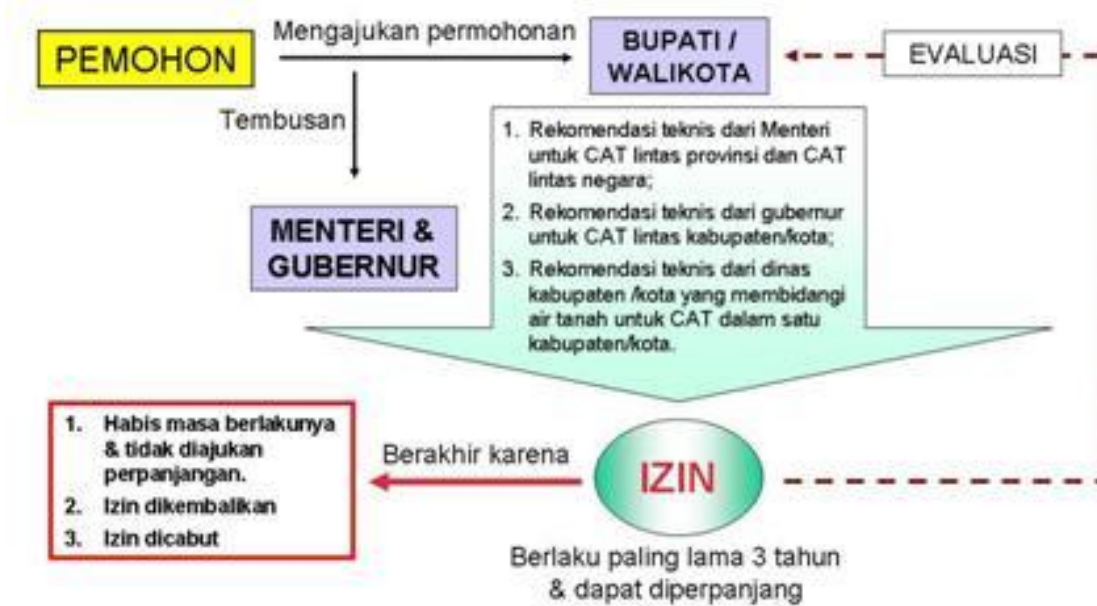 PEMOHON
Mengajukan permohonan
BUPATI /
WALIKOTA
EVALUASI
Tembusan
MENTERI &
GUBERNUR
1. Rekomendasi teknis dari Menteri
untuk CAT lintas provinsi dan CAT
lintas negara;
2. Rekomendasi teknis dari gubernur
untuk CAT lintas kabupaten/kota;
3. Rekomendasi teknis dari dinas
kabupaten /kota yang membidangi
air tanah untuk CAT dalam satu
kabupaten/kota.
IZIN
Berlaku paling lama 3 tahun
& dapat diperpanjang
Berakhir karena
1. Habis masa berlakunya
& tidak diajukan
perpanjangan.
2. Izin dikembalikan
3. Izin dicabut